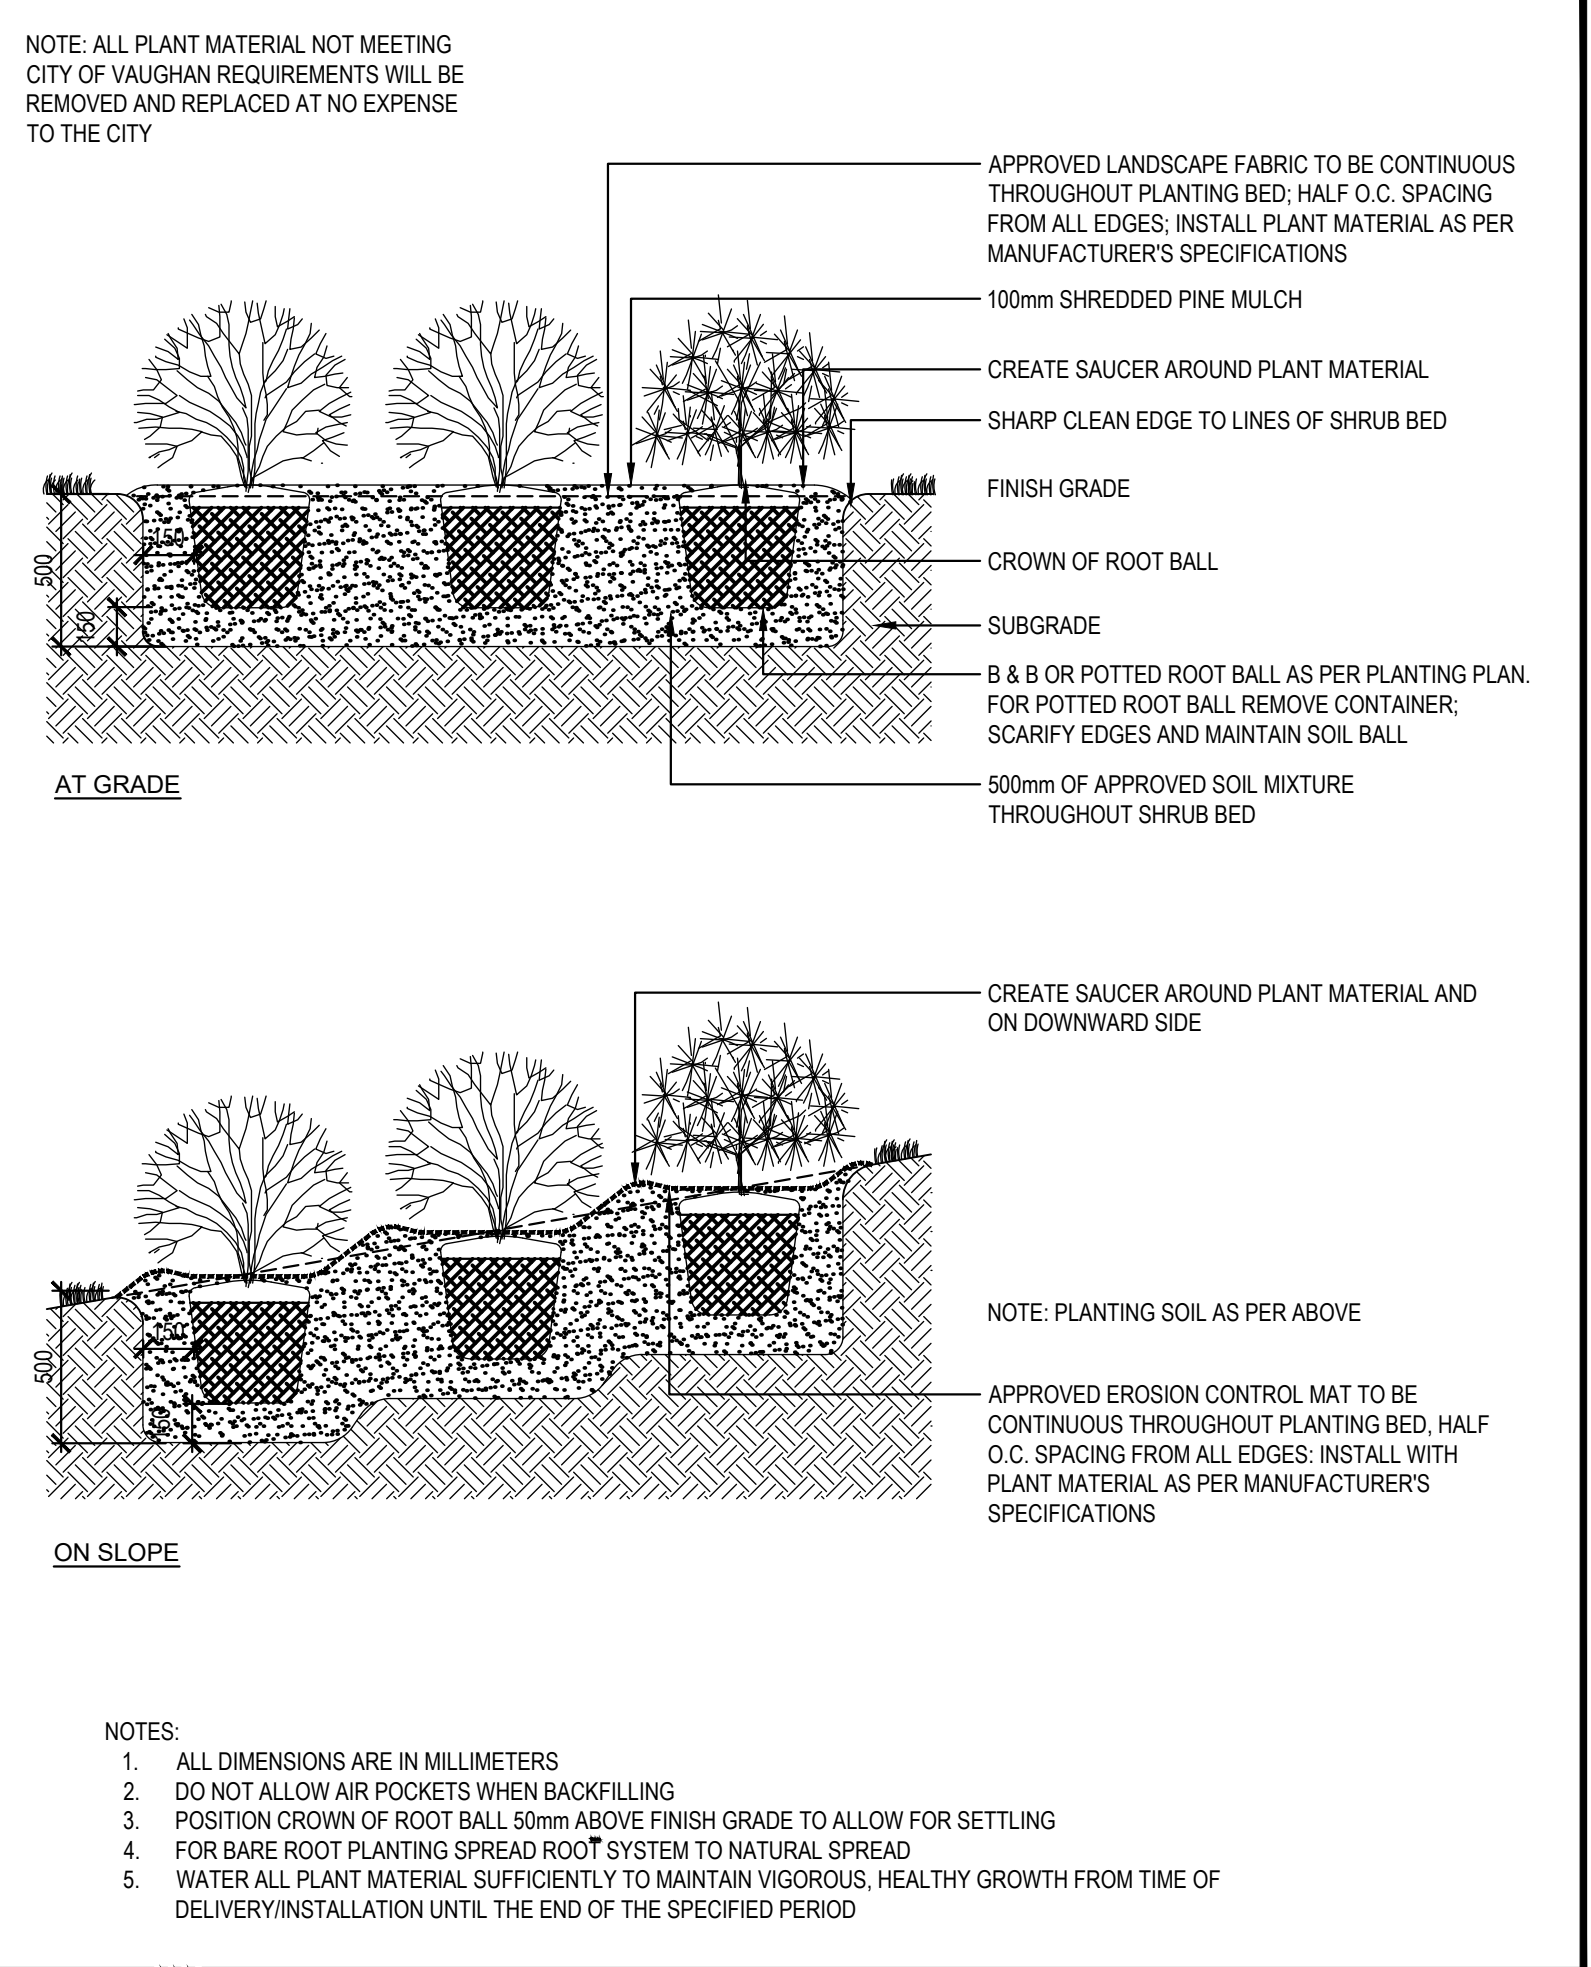 NOTE: ALL PLANT MATERIAL NOT MEETING
CITY OF VAUGHAN REQUIREMENTS WILL BE
REMOVED AND REPLACED AT NO EXPENSE
TO THE CITY
APPROVED LANDSCAPE FABRIC TO BE CONTINUOUS
THROUGHOUT PLANTING BED; HALF O.C. SPACING
FROM ALL EDGES; INSTALL PLANT MATERIAL AS PER
MANUFACTURER'S SPECIFICATIONS
100mm SHREDDED PINE MULCH
CREATE SAUCER AROUND PLANT MATERIAL
SHARP CLEAN EDGE TO LINES OF SHRUB BED
FINISH GRADE
150
500
CROWN OF ROOT BALL
150
SUBGRADE
B & B OR POTTED ROOT BALL AS PER PLANTING PLAN.
FOR POTTED ROOT BALL REMOVE CONTAINER;
SCARIFY EDGES AND MAINTAIN SOIL BALL
AT GRADE
500mm OF APPROVED SOIL MIXTURE
THROUGHOUT SHRUB BED
CREATE SAUCER AROUND PLANT MATERIAL AND
ON DOWNWARD SIDE
NOTE: PLANTING SOIL AS PER ABOVE
150
500
150
APPROVED EROSION CONTROL MAT TO BE
CONTINUOUS THROUGHOUT PLANTING BED, HALF
O.C. SPACING FROM ALL EDGES: INSTALL WITH
PLANT MATERIAL AS PER MANUFACTURER'S
SPECIFICATIONS
ON SLOPE
NOTES:
1. ALL DIMENSIONS ARE IN MILLIMETERS
2. DO NOT ALLOW AIR POCKETS WHEN BACKFILLING
3. POSITION CROWN OF ROOT BALL 50mm ABOVE FINISH GRADE TO ALLOW FOR SETTLING
4. FOR BARE ROOT PLANTING SPREAD ROOT SYSTEM TO NATURAL SPREAD
5. WATER ALL PLANT MATERIAL SUFFICIENTLY TO MAINTAIN VIGOROUS, HEALTHY GROWTH FROM TIME OF
DELIVERY/INSTALLATION UNTIL THE END OF THE SPECIFIED PERIOD